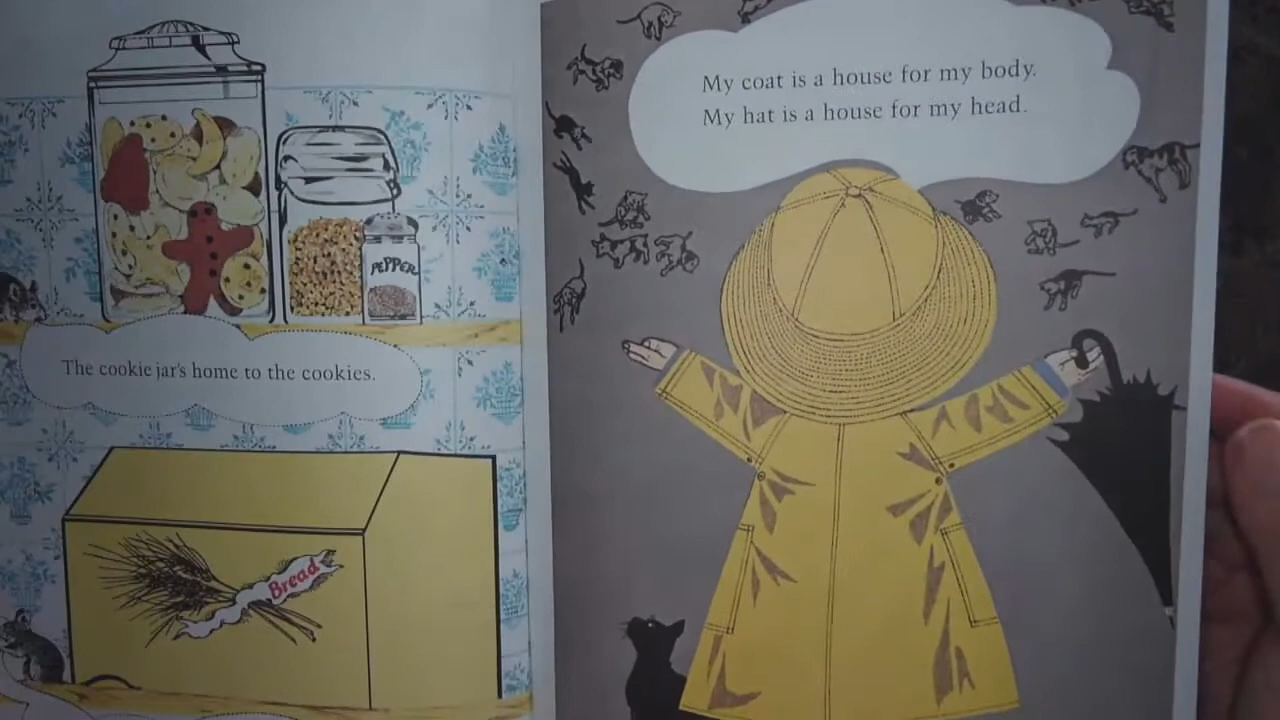 PEPPER
The cookie jar's home to the cookies.
Bread
My coat is a house for my body.
My hat is a house for my head.